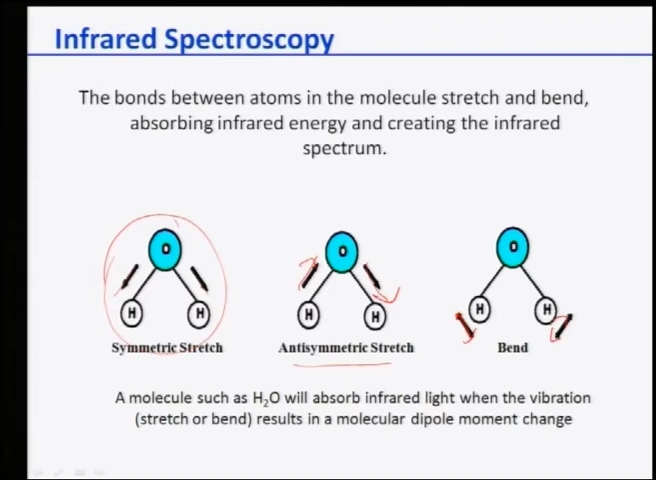 Infrared Spectroscopy
The bonds between atoms in the molecule stretch and bend,
absorbing infrared energy and creating the infrared
spectrum.
O O O
H H H H H H
Symmetric Stretch Antisymmetric Stretch Bend
A molecule such as H₂O will absorb infrared light when the vibration
(stretch or bend) results in a molecular dipole moment change